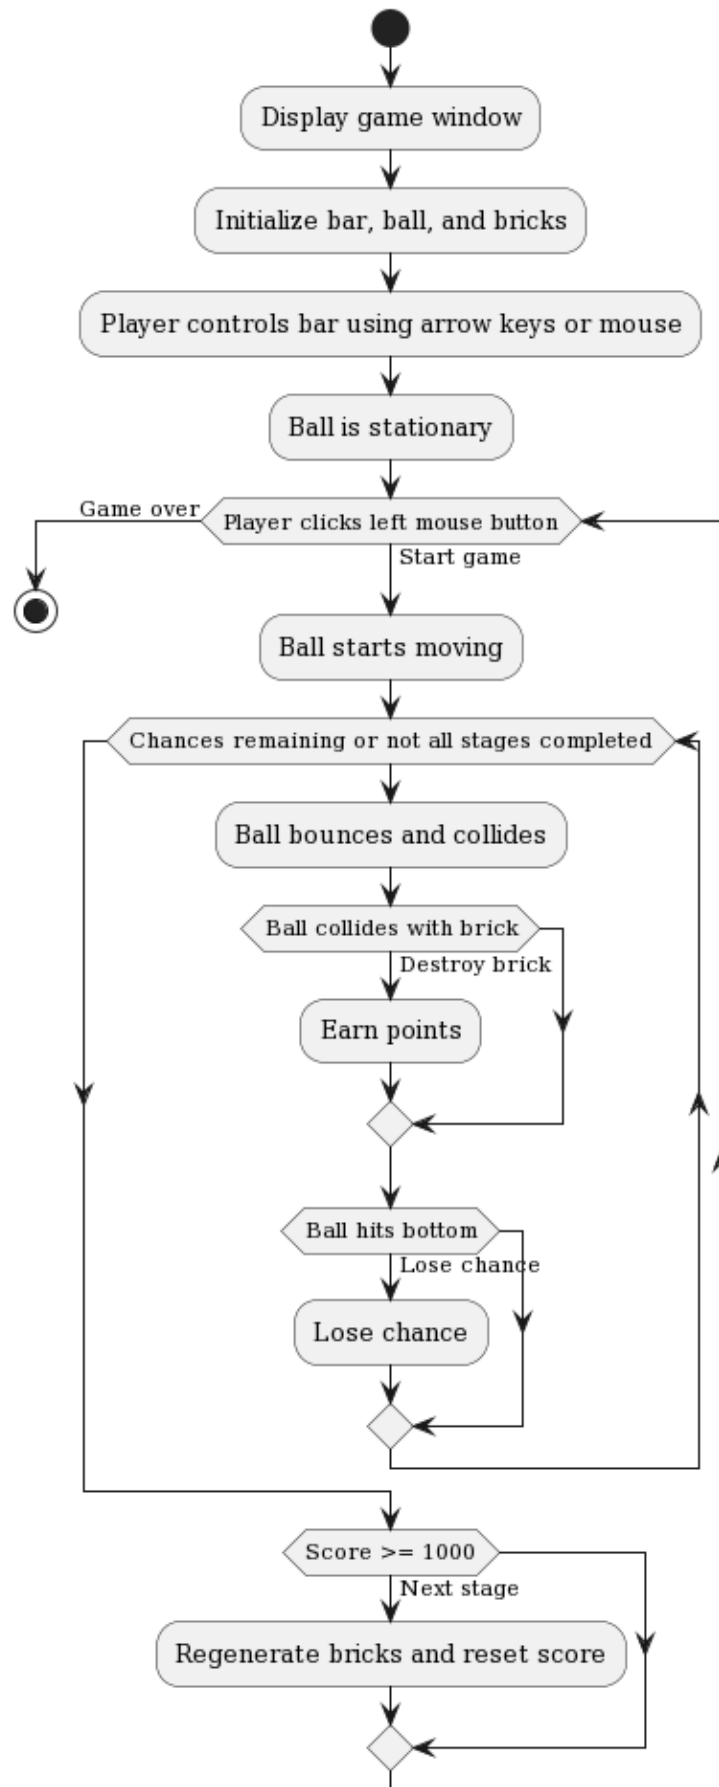 Display game window
Initialize bar, ball, and bricks
Player controls bar using arrow keys or mouse
Ball is stationary
Game over
Player clicks left mouse button
Start game
Ball starts moving
Chances remaining or not all stages completed
Ball bounces and collides
Ball collides with brick
Destroy brick
Earn points
Ball hits bottom
Lose chance
Lose chance
Score >= 1000
Next stage
Regenerate bricks and reset score